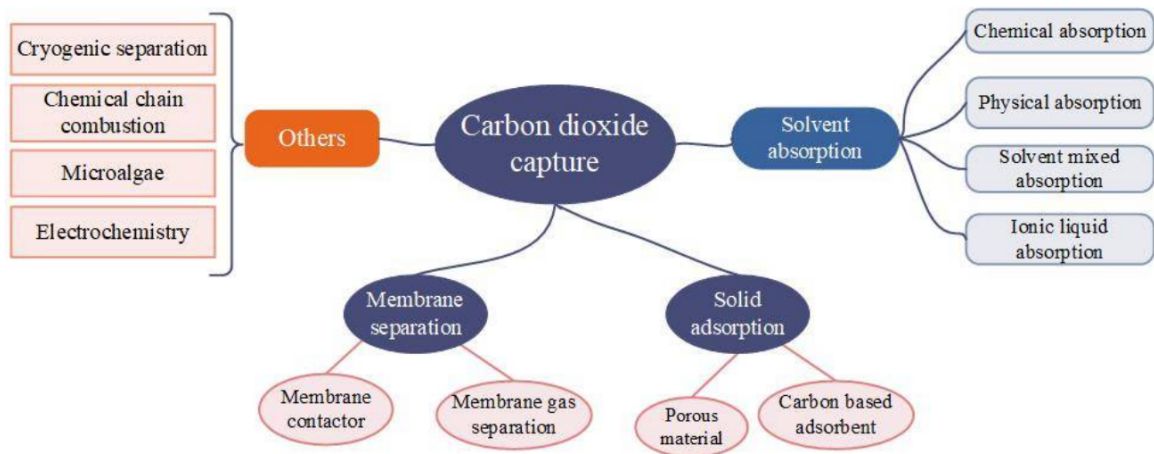 Cryogenic separation
Chemical chain
combustion
Microalgae
Electrochemistry
Others
Carbon dioxide
capture
Solvent
absorption
Chemical absorption
Physical absorption
Solvent mixed
absorption
Ionic liquid
absorption
Membrane
separation
Solid
adsorption
Membrane
contactor
Membrane gas
separation
Porous
material
Carbon based
adsorbent